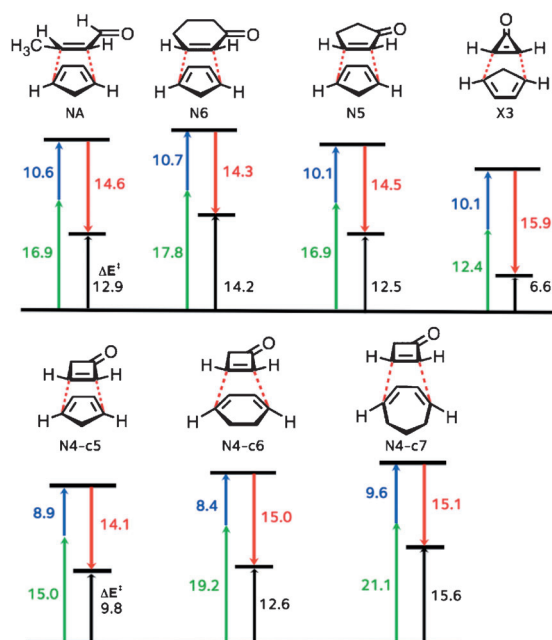 H O
H₃C H
H H
NA
O
H H
H H
N6
O
H H
H H
N5
O
H H
H H
X3
10.6 14.6
16.9
ΔE‡
12.9
10.7 14.3
17.8 14.2
10.1 14.5
16.9 12.5
10.1 15.9
12.4 6.6
O
H H
H H
N4-c5
O
H H
H H
N4-c6
O
H H
H H
N4-c7
8.9 14.1
15.0
ΔE‡
9.8
8.4 15.0
19.2 12.6
9.6 15.1
21.1 15.6